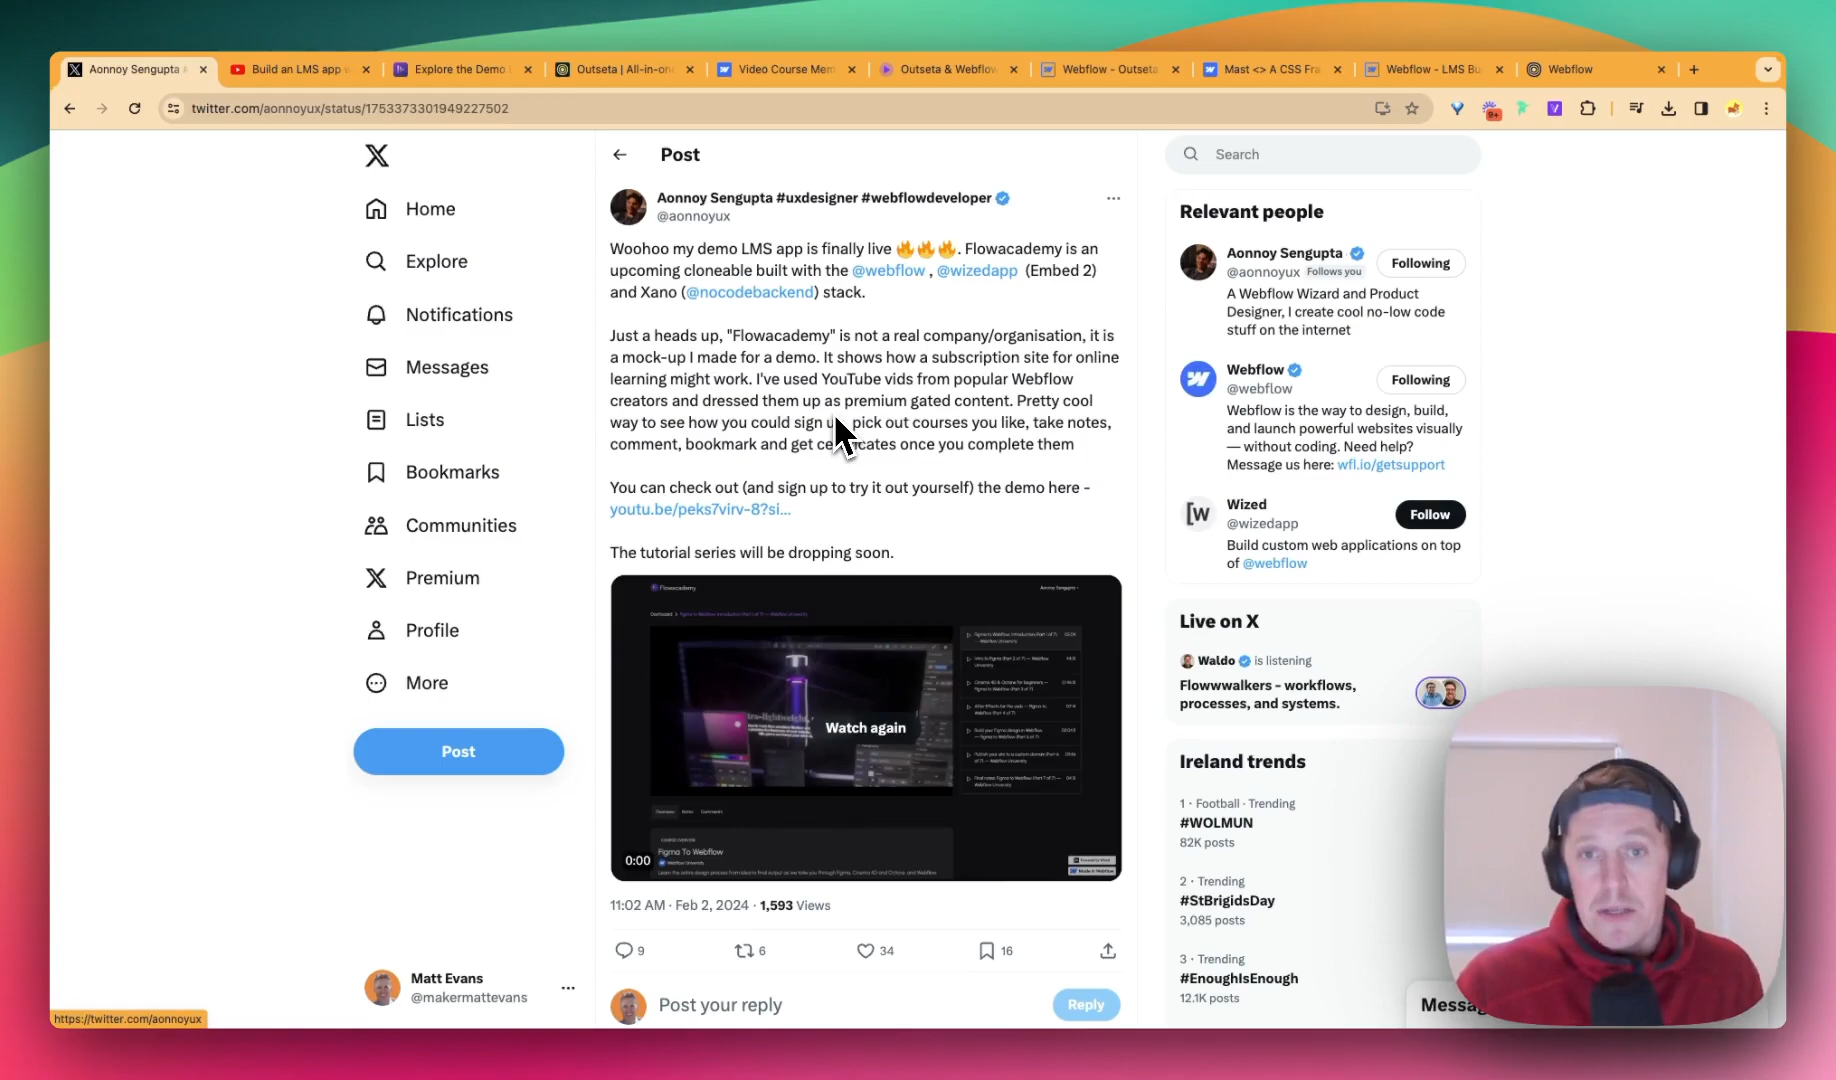 Aonnoy Sengupta
Build an LMS app
Explore the Demo
Outseta | All-in-one
Video Course Mem
Outseta & Webflow
Webflow - Outseta
Mast <> A CSS Fra
Webflow - LMS Bu
Webflow
twitter.com/aonnoyux/status/1753373301949227502
9+
Home
Explore
Notifications
Messages
Lists
Bookmarks
Communities
Premium
Profile
More
Post
Matt Evans
@makermattevans
https://twitter.com/aonnoyux
Post
Aonnoy Sengupta #uxdesigner #webflowdeveloper
@aonnoyux
Woohoo my demo LMS app is finally live 🔥🔥🔥. Flowacademy is an
upcoming cloneable built with the @webflow , @wizedapp (Embed 2)
and Xano (@nocodebackend) stack.
Just a heads up, "Flowacademy" is not a real company/organisation, it is
a mock-up I made for a demo. It shows how a subscription site for online
learning might work. I've used YouTube vids from popular Webflow
creators and dressed them up as premium gated content. Pretty cool
way to see how you could sign pick out courses you like, take notes,
comment, bookmark and get certificates once you complete them
You can check out (and sign up to try it out yourself) the demo here -
youtu.be/peks7virv-8?si...
The tutorial series will be dropping soon.
Flowacademy
Aonnoy Sengupta
Watch again
Overview Notes Comments
Figma To Webflow
Webflow University
0:00
11:02 AM · Feb 2, 2024 · 1,593 Views
9
6
34
16
Post your reply
Reply
Search
Relevant people
Aonnoy Sengupta
@aonnoyux Follows you
Following
A Webflow Wizard and Product
Designer, I create cool no-low code
stuff on the internet
Webflow
@webflow
Following
Webflow is the way to design, build,
and launch powerful websites visually
— without coding. Need help?
Message us here: wfl.io/getsupport
Wized
@wizedapp
Follow
Build custom web applications on top
of @webflow
Live on X
Waldo is listening
Flowwwalkers - workflows,
processes, and systems.
Ireland trends
1 · Football · Trending
#WOLMUN
82K posts
2 · Trending
#StBrigidsDay
3,085 posts
3 · Trending
#EnoughIsEnough
12.1K posts